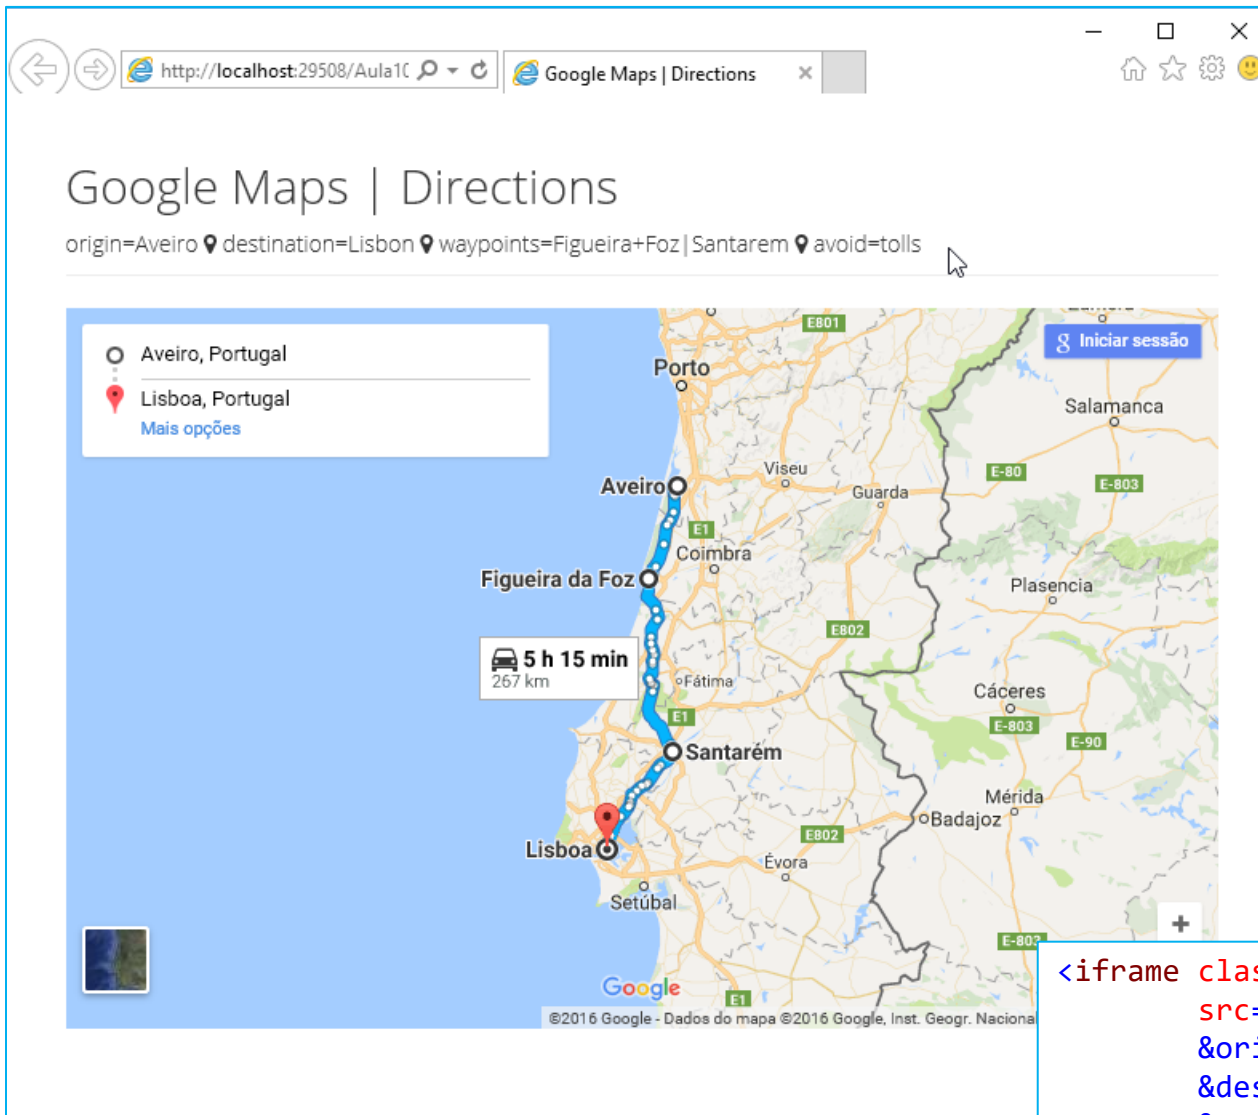 http://localhost:29508/Aula10
Google Maps | Directions
Google Maps | Directions
origin=Aveiro destination=Lisbon waypoints=Figueira+Foz|Santarem avoid=tolls
Aveiro, Portugal
Lisboa, Portugal
Mais opções
g Iniciar sessão
E801
Porto
Salamanca
Viseu
Guarda
E-80
E-803
Aveiro
E1
Coimbra
Figueira da Foz
Plasencia
E802
5 h 15 min
267 km
Fátima
Cáceres
E1
E-803
E-90
Santarém
Mérida
Badajoz
E802
Lisboa
Évora
Setúbal
+
E-803
Google
E1
©2016 Google - Dados do mapa ©2016 Google, Inst. Geogr. Nacional
<iframe clas
src=
&ori
&des